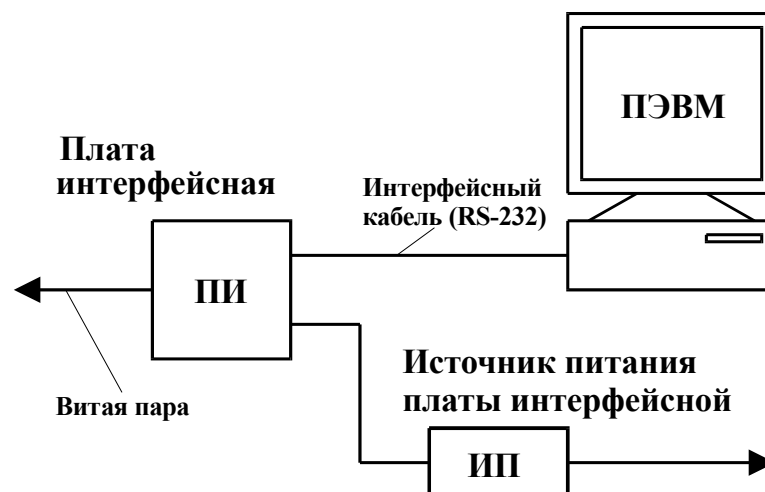 ПЭВМ
Плата
интерфейсная
Интерфейсный
кабель (RS-232)
ПИ
Витая пара
Источник питания
платы интерфейсной
ИП